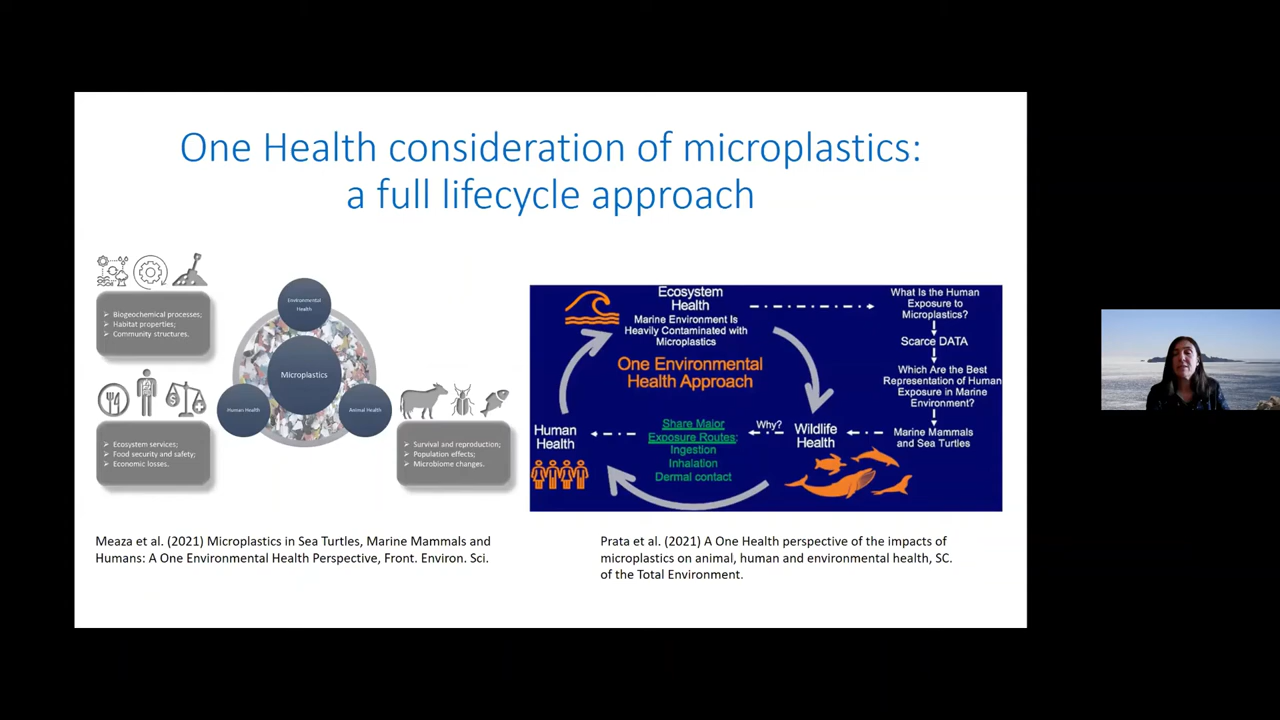 One Health consideration of microplastics:
a full lifecycle approach
Biogeochemical processes;
Habitat properties;
Community structures.
Environmental
Health
Microplastics
Human Health
Animal Health
Ecosystem services;
Food security and safety;
Economic losses.
Survival and reproduction;
Population effects;
Microbiome changes.
Meaza et al. (2021) Microplastics in Sea Turtles, Marine Mammals and
Humans: A One Environmental Health Perspective, Front. Environ. Sci.
Ecosystem
Health
Marine Environment Is
Heavily Contaminated with
Microplastics
One Environmental
Health Approach
What Is the Human
Exposure to
Microplastics?
Scarce DATA
Which Are the Best
Representation of Human
Exposure in Marine
Environment?
Marine Mammals
and Sea Turtles
Wildlife
Health
Why?
Share Major
Exposure Routes:
Ingestion
Inhalation
Dermal contact
Human
Health
Prata et al. (2021) A One Health perspective of the impacts of
microplastics on animal, human and environmental health, SC.
of the Total Environment.